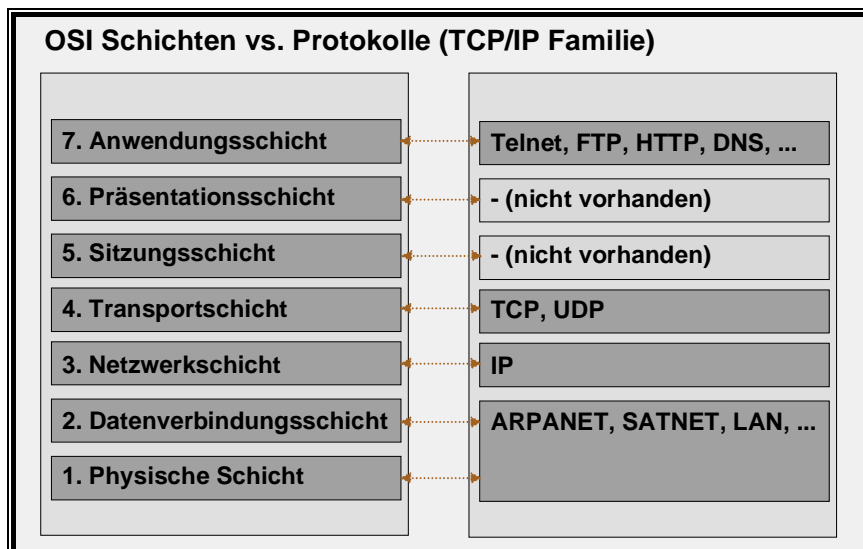 OSI Schichten vs. Protokolle (TCP/IP Familie)
7. Anwendungsschicht
Telnet, FTP, HTTP, DNS, ...
6. Präsentationsschicht
- (nicht vorhanden)
5. Sitzungsschicht
- (nicht vorhanden)
4. Transportschicht
TCP, UDP
3. Netzwerkschicht
IP
2. Datenverbindungsschicht
ARPANET, SATNET, LAN, ...
1. Physische Schicht